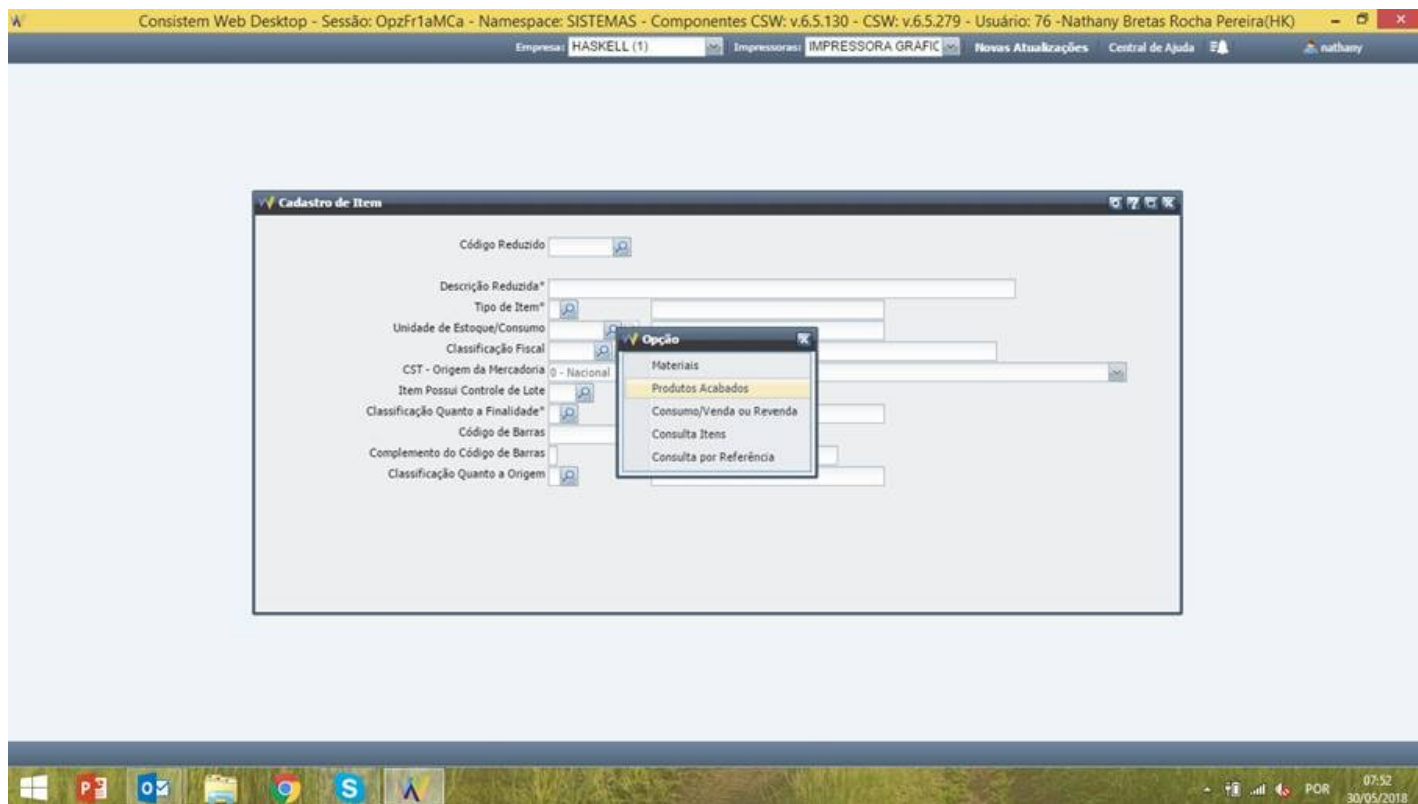 Consistem Web Desktop - Sessão: OpzFr1aMCa - Namespace: SISTEMAS - Componentes CSW: v.6.5.130 - CSW: v.6.5.279 - Usuário: 76 -Nathany Bretas Rocha Pereira(HK)
Empresa: HASKELL (1) Impressoras: IMPRESSORA GRAFIC Novas Atualizações Central de Ajuda nathany
Cadastro de Item
Código Reduzido
Descrição Reduzida*
Tipo de Item*
Unidade de Estoque/Consumo
Classificação Fiscal
CST - Origem da Mercadoria 0 - Nacional
Item Possui Controle de Lote
Classificação Quanto a Finalidade*
Código de Barras
Complemento do Código de Barras
Classificação Quanto a Origem
Opção
Materiais
Produtos Acabados
Consumo/Venda ou Revenda
Consulta Itens
Consulta por Referência
POR
07:52
30/05/2018